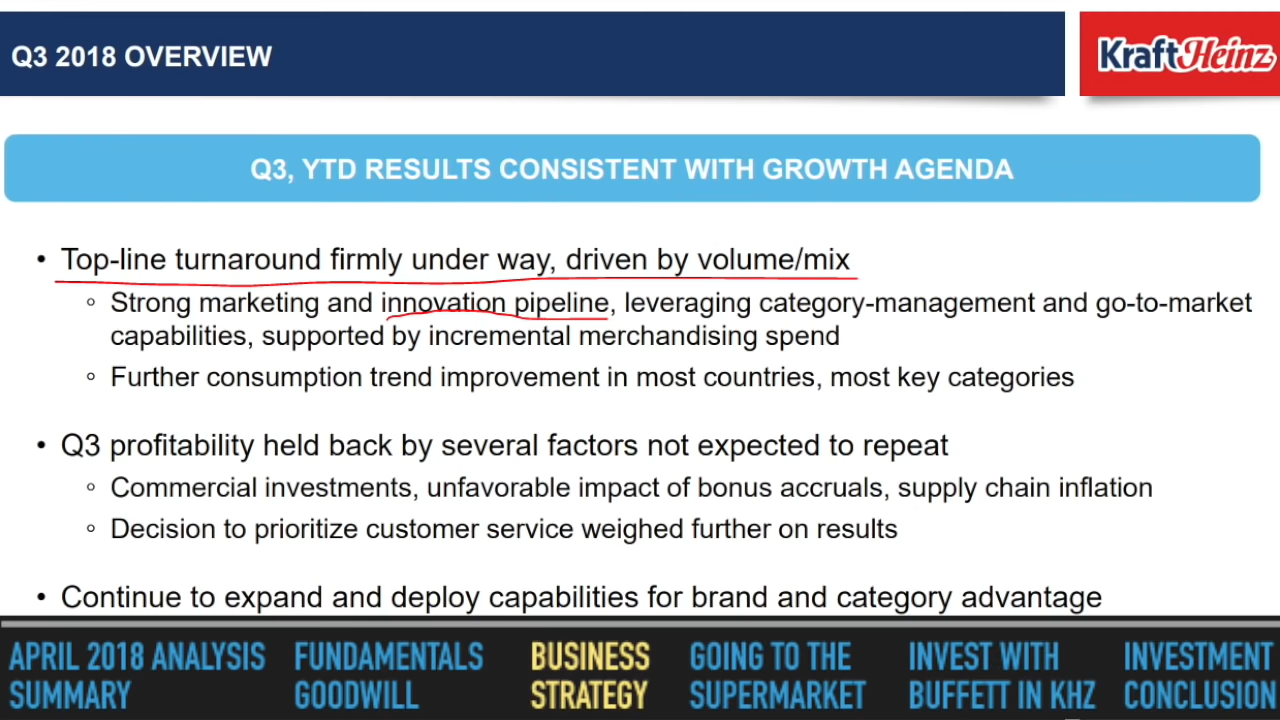 Q3 2018 OVERVIEW
KraftHeinz
Q3, YTD RESULTS CONSISTENT WITH GROWTH AGENDA
• Top-line turnaround firmly under way, driven by volume/mix
◦ Strong marketing and innovation pipeline, leveraging category-management and go-to-market
capabilities, supported by incremental merchandising spend
◦ Further consumption trend improvement in most countries, most key categories
• Q3 profitability held back by several factors not expected to repeat
◦ Commercial investments, unfavorable impact of bonus accruals, supply chain inflation
◦ Decision to prioritize customer service weighed further on results
• Continue to expand and deploy capabilities for brand and category advantage
APRIL 2018 ANALYSIS
SUMMARY
FUNDAMENTALS
GOODWILL
BUSINESS
STRATEGY
GOING TO THE
SUPERMARKET
INVEST WITH
BUFFETT IN KHZ
INVESTMENT
CONCLUSION